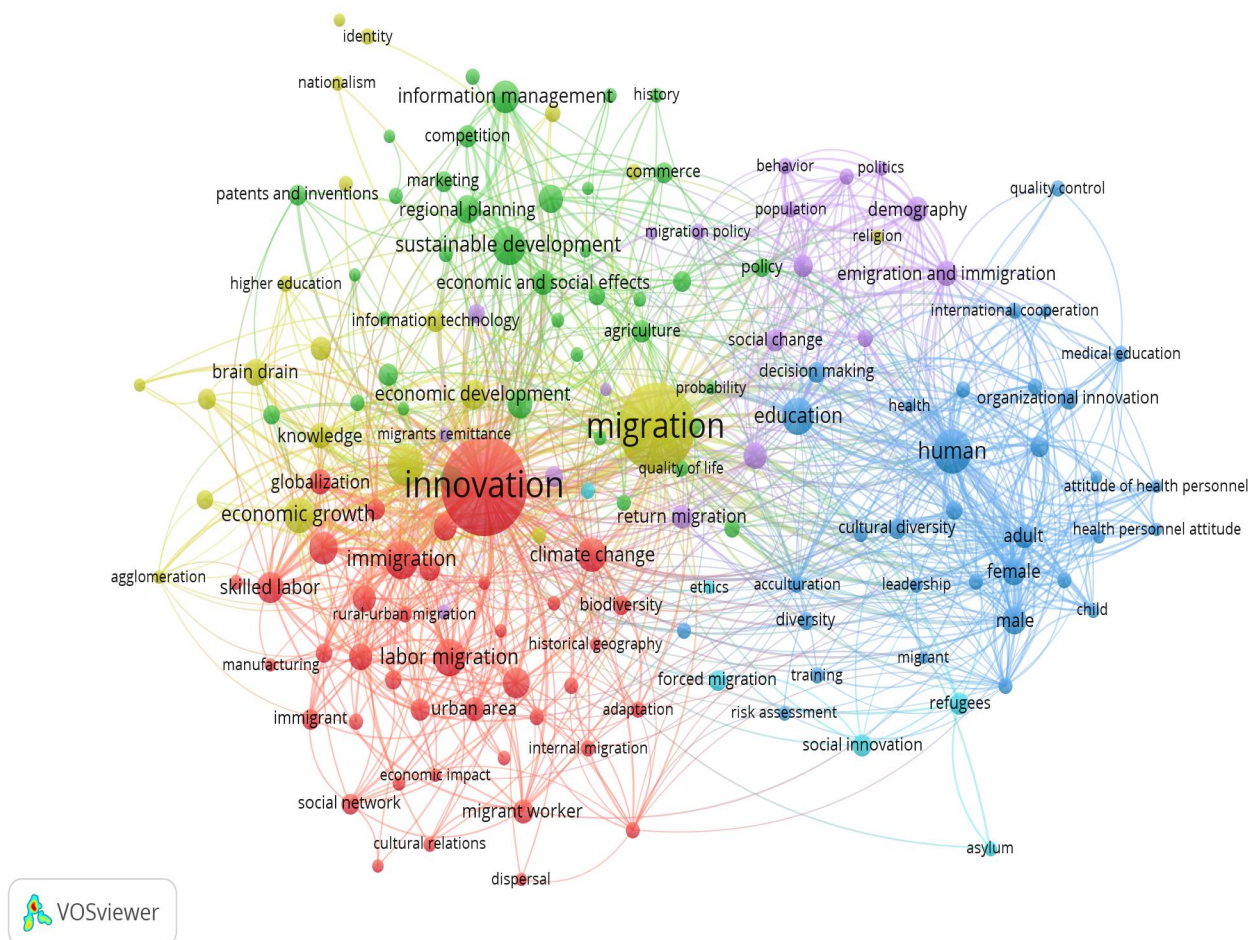 identity
nationalism
information management
history
competition
commerce
behavior
politics
marketing
patents and inventions
quality control
regional planning
population
demography
migration policy
religion
sustainable development
policy
emigration and immigration
higher education
economic and social effects
international cooperation
information technology
agriculture
social change
medical education
brain drain
decision making
probability
economic development
organizational innovation
health
education
migration
knowledge
migrants remittance
human
quality of life
globalization
innovation
attitude of health personnel
economic growth
return migration
cultural diversity
health personnel attitude
adult
immigration
climate change
agglomeration
skilled labor
ethics
acculturation
leadership
female
rural-urban migration
biodiversity
child
diversity
male
historical geography
manufacturing
labor migration
migrant
forced migration
training
refugees
immigrant
urban area
adaptation
risk assessment
internal migration
social innovation
economic impact
social network
migrant worker
cultural relations
asylum
dispersal
VOSviewer